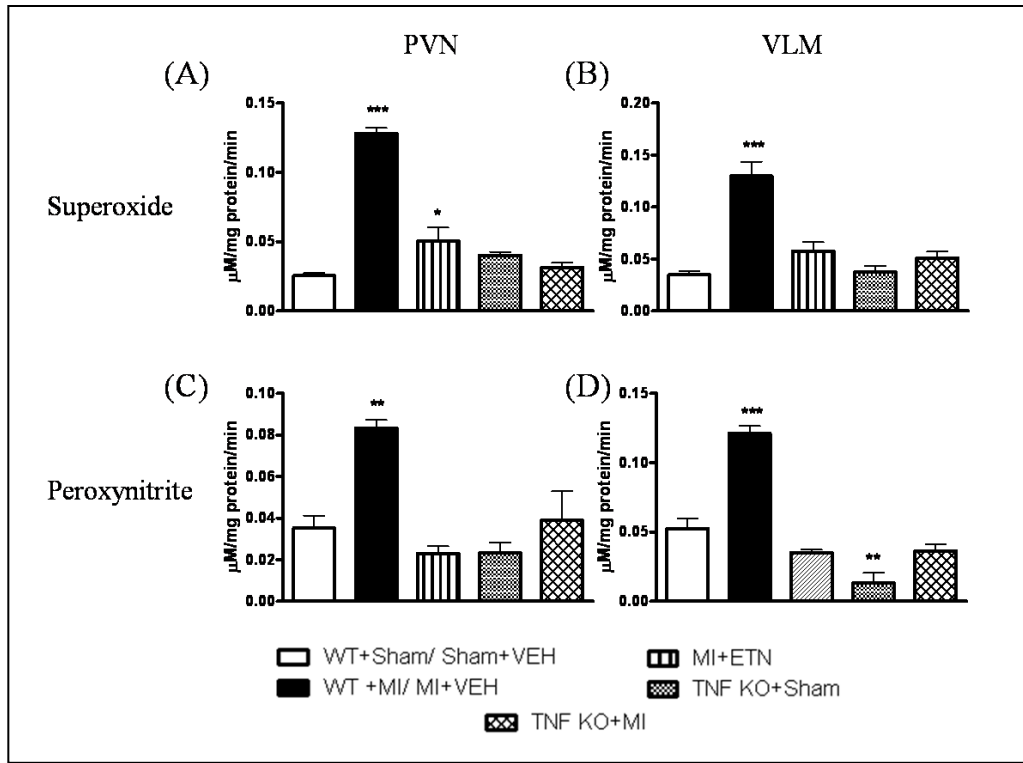 PVN VLM
(A) (B)
Superoxide
µM/mg protein/min
0.15
0.10
0.05
0.00
***
*
µM/mg protein/min
0.20
0.15
0.10
0.05
0.00
***
(C) (D)
Peroxynitrite
µM/mg protein/min
0.10
0.08
0.06
0.04
0.02
0.00
**
µM/mg protein/min
0.15
0.10
0.05
0.00
***
**
WT+Sham/ Sham+VEH MI+ETN
WT +MI/ MI+VEH TNF KO+Sham
TNF KO+MI